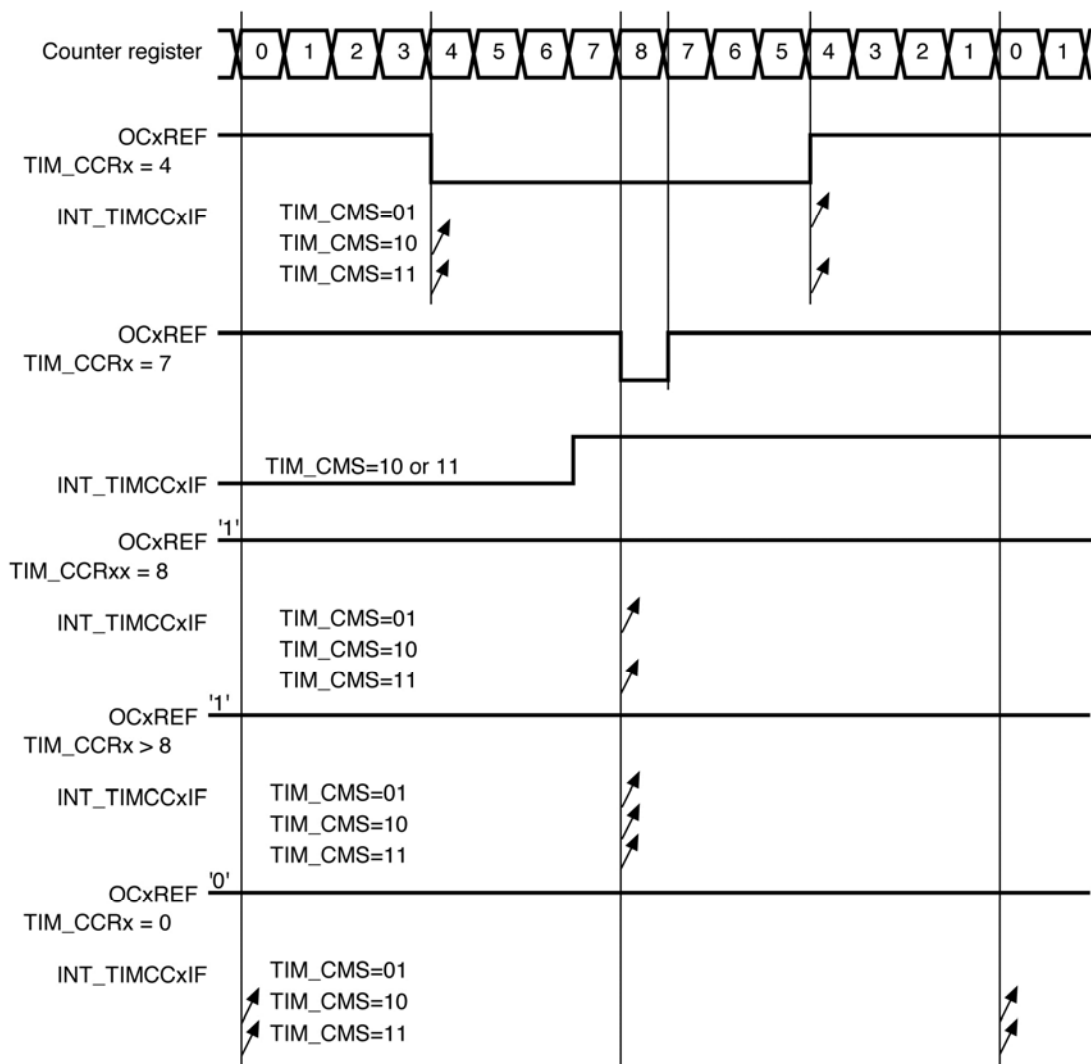 Counter register 0 1 2 3 4 5 6 7 8 7 6 5 4 3 2 1 0 1
OCxREF
TIM_CCRx = 4
INT_TIMCCxIF
TIM_CMS=01
TIM_CMS=10
TIM_CMS=11
OCxREF
TIM_CCRx = 7
TIM_CMS=10 or 11
INT_TIMCCxIF
'1'
OCxREF
TIM_CCRxx = 8
INT_TIMCCxIF
TIM_CMS=01
TIM_CMS=10
TIM_CMS=11
'1'
OCxREF
TIM_CCRx > 8
INT_TIMCCxIF
TIM_CMS=01
TIM_CMS=10
TIM_CMS=11
'0'
OCxREF
TIM_CCRx = 0
INT_TIMCCxIF
TIM_CMS=01
TIM_CMS=10
TIM_CMS=11